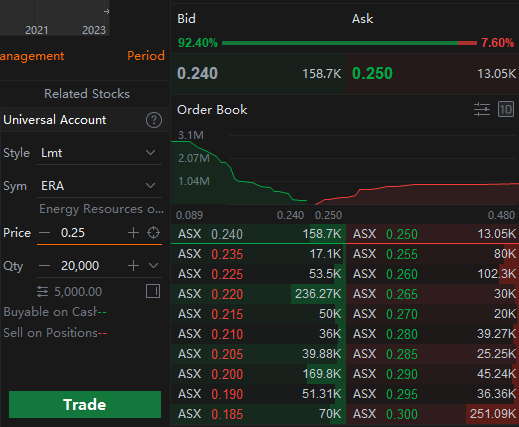 2021 2023
anagement Period
Related Stocks
Universal Account
Style Lmt
Sym ERA
Energy Resources o...
Price 0.25
Qty 20,000
5,000.00
Buyable on Cash--
Sell on Positions--
Trade
Bid Ask
92.40% 7.60%
0.240 158.7K 0.250 13.05K
Order Book 10
3.1M
2.07M
1.04M
0.089 0.240 0.250 0.480
ASX 0.240 158.7K ASX 0.250 13.05K
ASX 0.235 17.1K ASX 0.255 80K
ASX 0.225 53.5K ASX 0.260 102.3K
ASX 0.220 236.27K ASX 0.265 30K
ASX 0.215 50K ASX 0.270 20K
ASX 0.210 36K ASX 0.280 39.27K
ASX 0.205 39.88K ASX 0.285 25.25K
ASX 0.200 169.8K ASX 0.290 45.24K
ASX 0.190 51.31K ASX 0.295 36.36K
ASX 0.185 70K ASX 0.300 251.09K